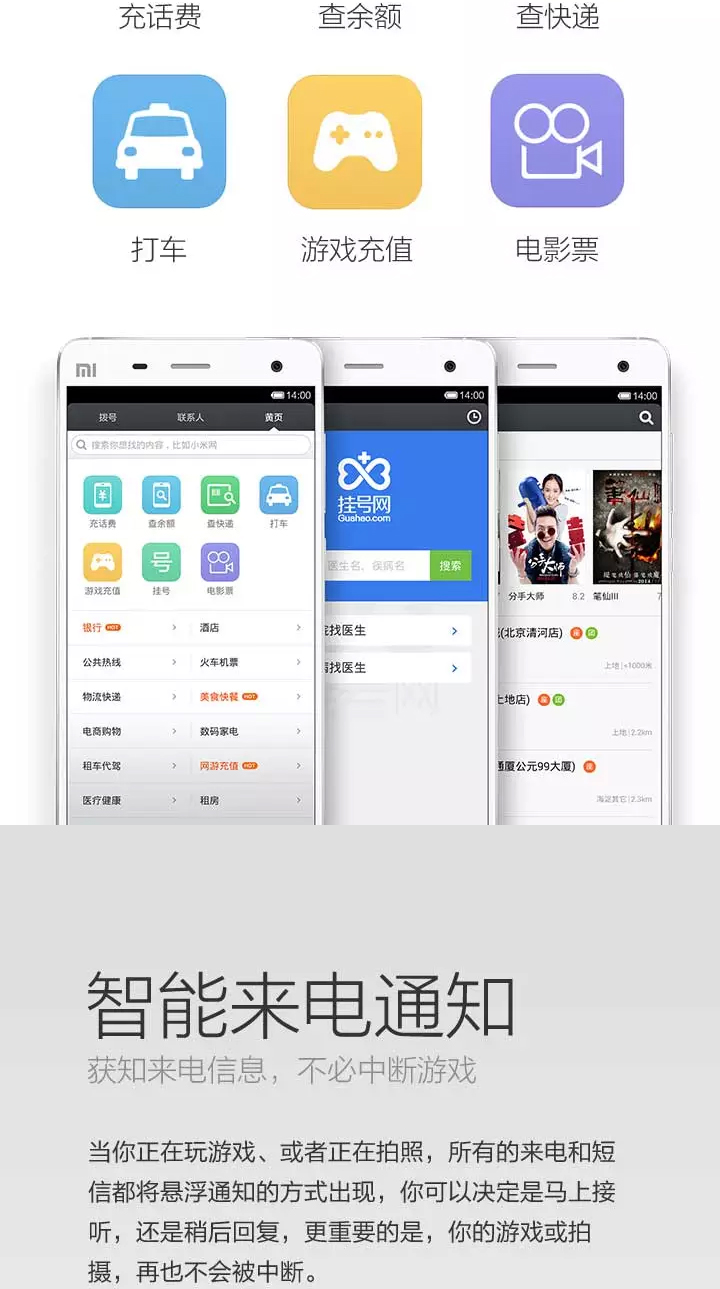 充话费
查余额
查快递
打车
游戏充值
电影票
14:00
14:00
14:00
拨号
联系人
黄页
搜索你想找的内容，比如小米网
充话费
查余额
查快递
打车
游戏充值
挂号
电影票
号
银行 HOT
酒店
公共热线
火车机票
物流快递
美食快餐 HOT
电商购物
数码家电
租车代驾
网游充值 HOT
医疗健康
租房
挂号网
Guahao.com
医生名、疾病名
搜索
找医生
找医生
分手大师
分手大师 8.2
笔仙III 7
笔仙
2014
(北京清河店) 座 团
上地 | <1000米
地店) 座 团
上地 | 2.2km
通厦公元99大厦) 座
海淀其它 | 2.3km
智能来电通知
获知来电信息，不必中断游戏
当你正在玩游戏、或者正在拍照，所有的来电和短
信都将悬浮通知的方式出现，你可以决定是马上接
听，还是稍后回复，更重要的是，你的游戏或拍
摄，再也不会被中断。